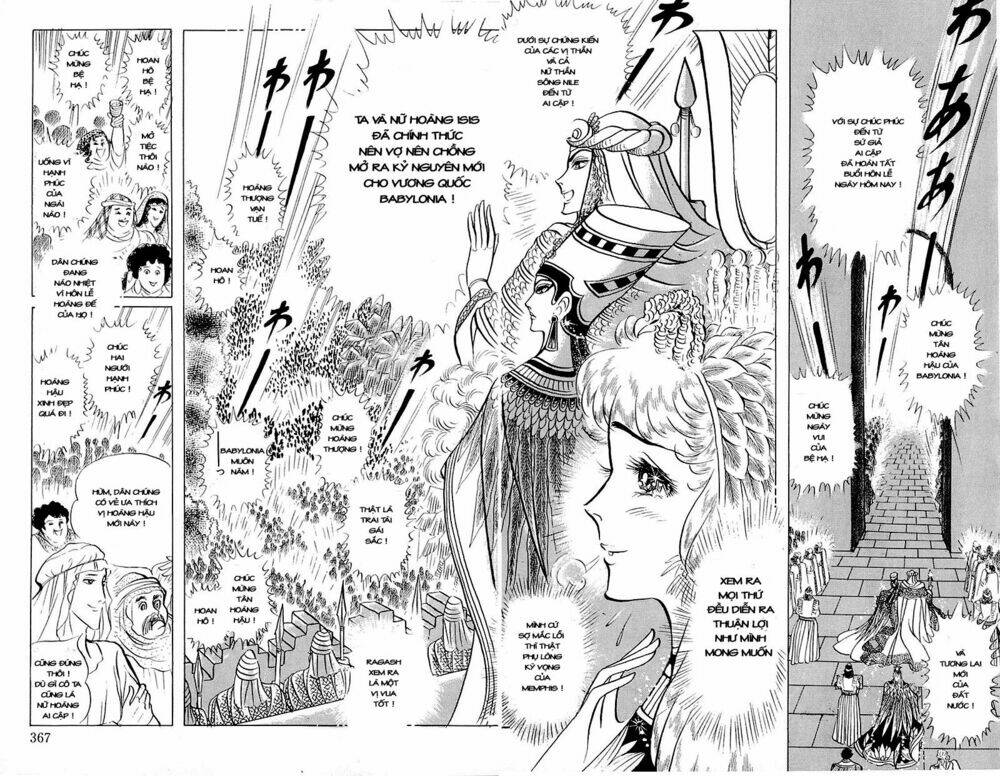 VỚI SỰ CHÚC PHÚC
ĐẾN TỪ
SỨ GIẢ
AI CẬP
ĐÃ HOÀN TẤT
BUỔI HÔN LỄ
NGÀY HÔM NAY !
わあああ
わ
CHÚC
MỪNG
TÂN
HOÀNG
HẬU CỦA
BABYLONIA !
CHÚC
MỪNG
NGÀY
VUI
CỦA
BỆ HẠ !
VÀ
TƯƠNG LAI
MỚI
CỦA
ĐẤT
NƯỚC !
DƯỚI SỰ CHỨNG KIẾN
CỦA CÁC VỊ THẦN
VÀ CẢ
NỮ THẦN
SÔNG NILE
ĐẾN TỪ
AI CẬP !
TA VÀ NỮ HOÀNG ISIS
ĐÃ CHÍNH THỨC
NÊN VỢ NÊN CHỒNG
MỞ RA KỶ NGUYÊN MỚI
CHO VƯƠNG QUỐC
BABYLONIA !
わ
わ
わ
わ
HOÀNG
THƯỢNG
VẠN
TUẾ !
HOAN
HÔ !
BABYLONIA
MUÔN
NĂM !
CHÚC
MỪNG
HOÀNG
THƯỢNG !
THẬT LÀ
TRAI TÀI
GÁI
SẮC !
CHÚC
MỪNG
TÂN
HOÀNG
HẬU !
HOAN
HÔ !
RAGASH
XEM RA
LÀ MỘT
VỊ VUA
TỐT !
XEM RA
MỌI THỨ
ĐỀU DIỄN RA
THUẬN LỢI
NHƯ MÌNH
MONG MUỐN
MÌNH CỨ
SỢ MẮC LỖI
THÌ THẬT
PHỤ LÒNG
KỲ VỌNG
CỦA
MEMPHIS !
CHÚC
MỪNG
BỆ HẠ !
HOAN
HÔ
BỆ HẠ !
MỞ
TIỆC
THÔI
NÀO !
UỐNG VÌ
HẠNH
PHÚC
CỦA
NGÀI
NÀO !
DÂN CHÚNG
ĐANG
NÁO NHIỆT
VÌ HÔN LỄ
HOÀNG ĐẾ
CỦA HỌ !
CHÚC
HAI
NGƯỜI
HẠNH
PHÚC !
わ
HOÀNG
HẬU
XINH ĐẸP
QUÁ ĐI !
HỪM, DÂN CHÚNG
CÓ VẺ ƯA THÍCH
VỊ HOÀNG HẬU
MỚI NÀY !
CŨNG ĐÚNG
THÔI !
DÙ GÌ CÔ TA
CŨNG LÀ
NỮ HOÀNG
AI CẬP !
367